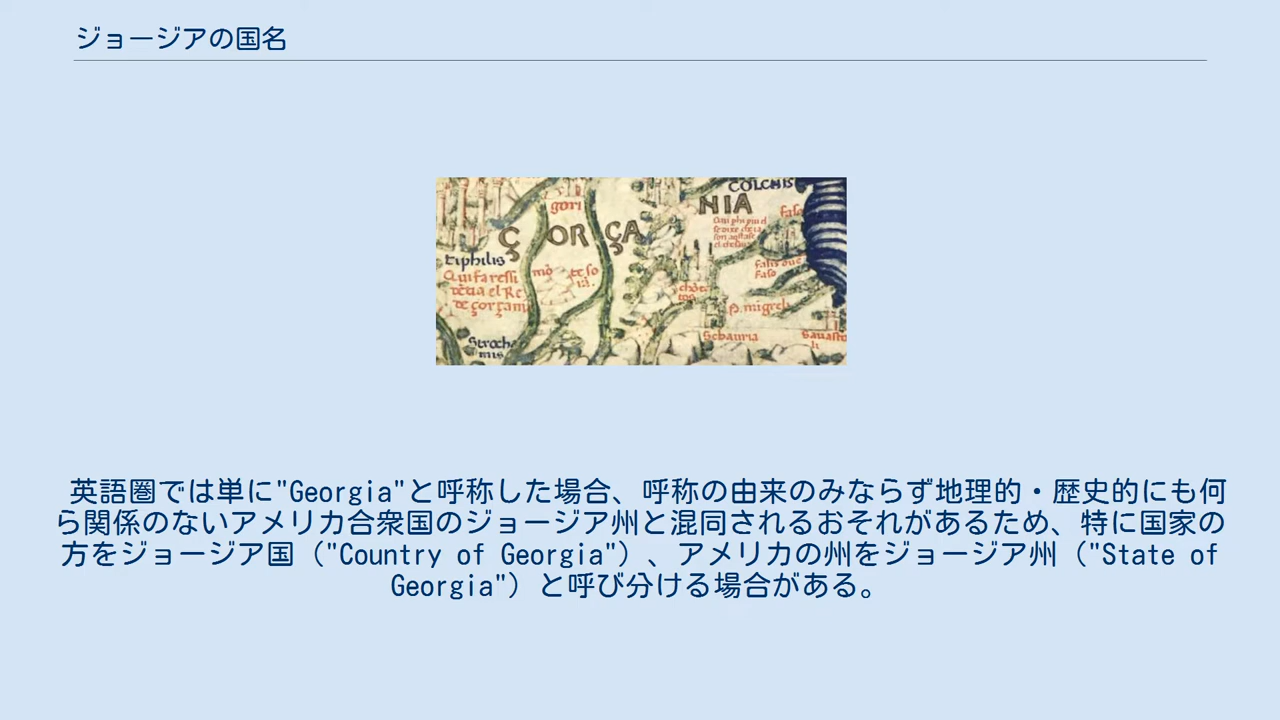 ジョージアの国名
COLCHIS
gori
NIA
fasso
Ç OR ÇA
tiphilis
mō
Sebauria
英語圏では単に"Georgia"と呼称した場合、呼称の由来のみならず地理的・歴史的にも何
ら関係のないアメリカ合衆国のジョージア州と混同されるおそれがあるため、特に国家の
方をジョージア国（"Country of Georgia"）、アメリカの州をジョージア州（"State of
Georgia"）と呼び分ける場合がある。